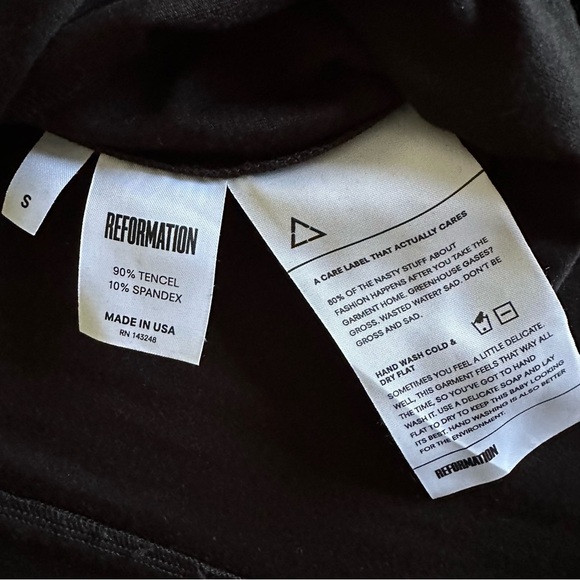 S
REFORMATION
90% TENCEL
10% SPANDEX
MADE IN USA
RN 143248
A CARE LABEL THAT ACTUALLY CARES
80% OF THE NASTY STUFF ABOUT
FASHION HAPPENS AFTER YOU TAKE THE
GARMENT HOME. GREENHOUSE GASES?
GROSS. WASTED WATER? SAD. DON'T BE
GROSS AND SAD.
HAND WASH COLD &
DRY FLAT
SOMETIMES YOU FEEL A LITTLE DELICATE.
WELL, THIS GARMENT FEELS THAT WAY ALL
THE TIME, SO YOU'VE GOT TO HAND
WASH IT. USE A DELICATE SOAP AND LAY
FLAT TO DRY TO KEEP THIS BABY LOOKING
ITS BEST. HAND WASHING IS ALSO BETTER
FOR THE ENVIRONMENT.
REFORMATION